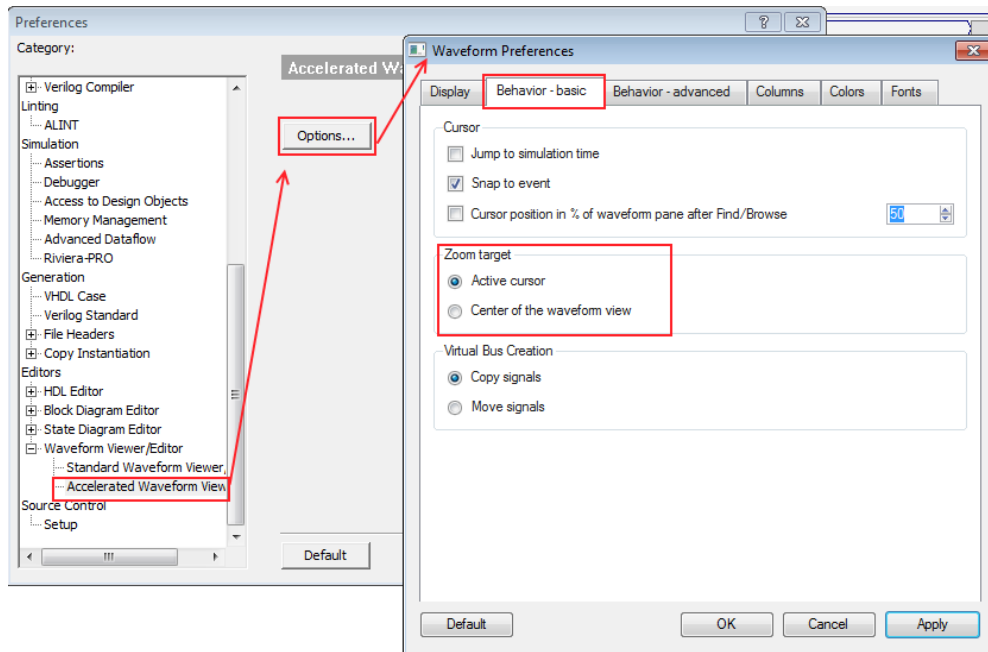 Preferences
Category:
Verilog Compiler
Linting
ALINT
Simulation
Assertions
Debugger
Access to Design Objects
Memory Management
Advanced Dataflow
Riviera-PRO
Generation
VHDL Case
Verilog Standard
File Headers
Copy Instantiation
Editors
HDL Editor
Block Diagram Editor
State Diagram Editor
Waveform Viewer/Editor
Standard Waveform Viewer,
Accelerated Waveform View
Source Control
Setup
Accelerated Wa
Options...
Default
Waveform Preferences
Display Behavior - basic Behavior - advanced Columns Colors Fonts
Cursor
Jump to simulation time
Snap to event
Cursor position in % of waveform pane after Find/Browse 50
Zoom target
Active cursor
Center of the waveform view
Virtual Bus Creation
Copy signals
Move signals
Default OK Cancel Apply